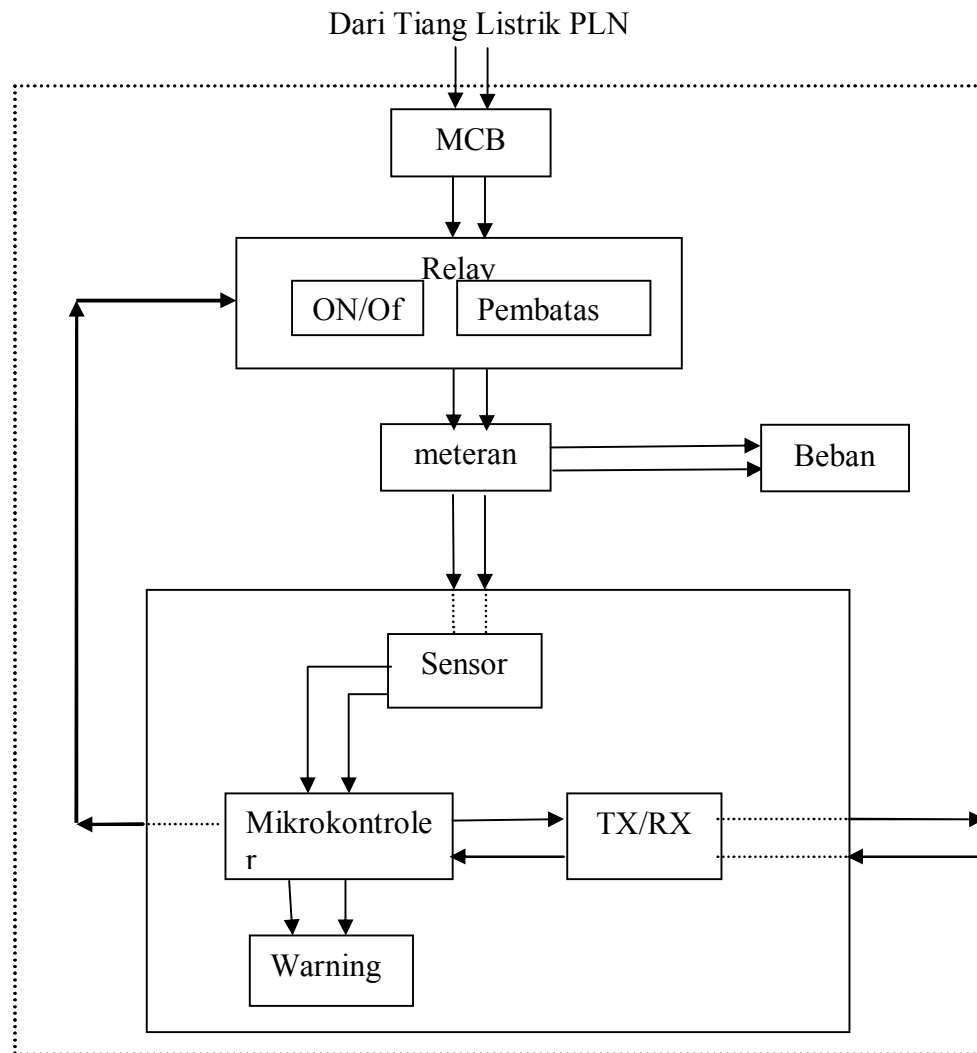 Dari Tiang Listrik PLN
MCB
Relay
ON/Of
Pembatas
meteran
Beban
Sensor
Mikrokontrole
r
TX/RX
Warning